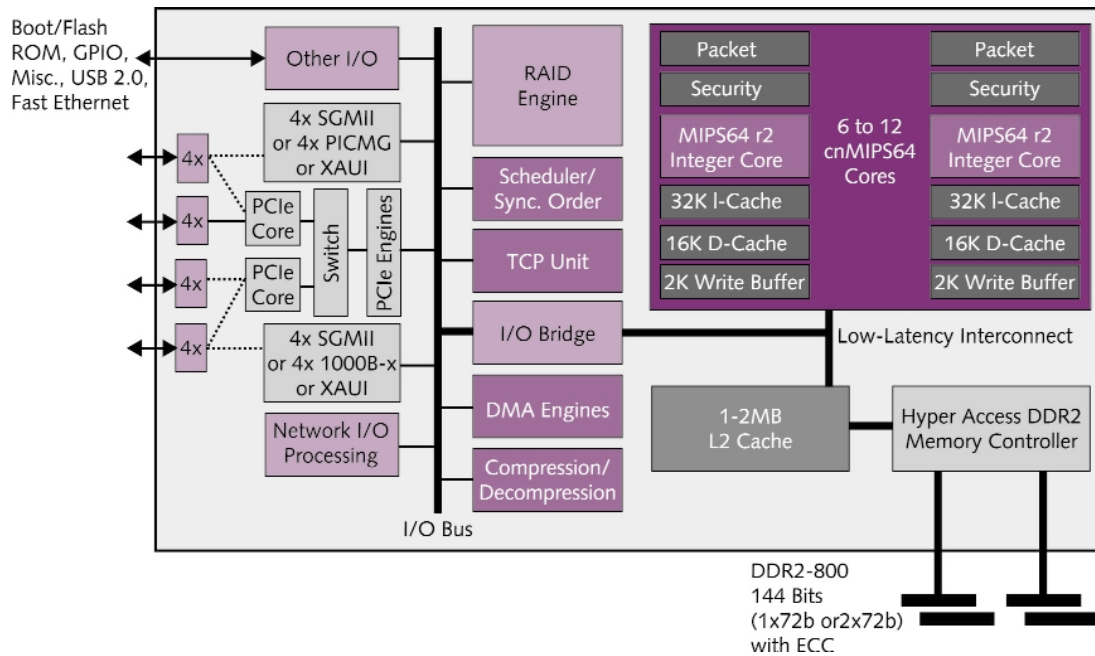 Boot/Flash
ROM, GPIO,
Misc., USB 2.0,
Fast Ethernet
Other I/O
4x SGMII
or 4x PICMG
or XAUI
4x
4x
4x
4x
PCIe
Core
PCIe
Core
Switch
PCIe Engines
4x SGMII
or 4x 1000B-x
or XAUI
Network I/O
Processing
I/O Bus
RAID
Engine
Scheduler/
Sync. Order
TCP Unit
I/O Bridge
DMA Engines
Compression/
Decompression
Packet
Security
MIPS64 r2
Integer Core
32K I-Cache
16K D-Cache
2K Write Buffer
6 to 12
cnMIPS64
Cores
Packet
Security
MIPS64 r2
Integer Core
32K I-Cache
16K D-Cache
2K Write Buffer
Low-Latency Interconnect
1-2MB
L2 Cache
Hyper Access DDR2
Memory Controller
DDR2-800
144 Bits
(1x72b or2x72b)
with ECC